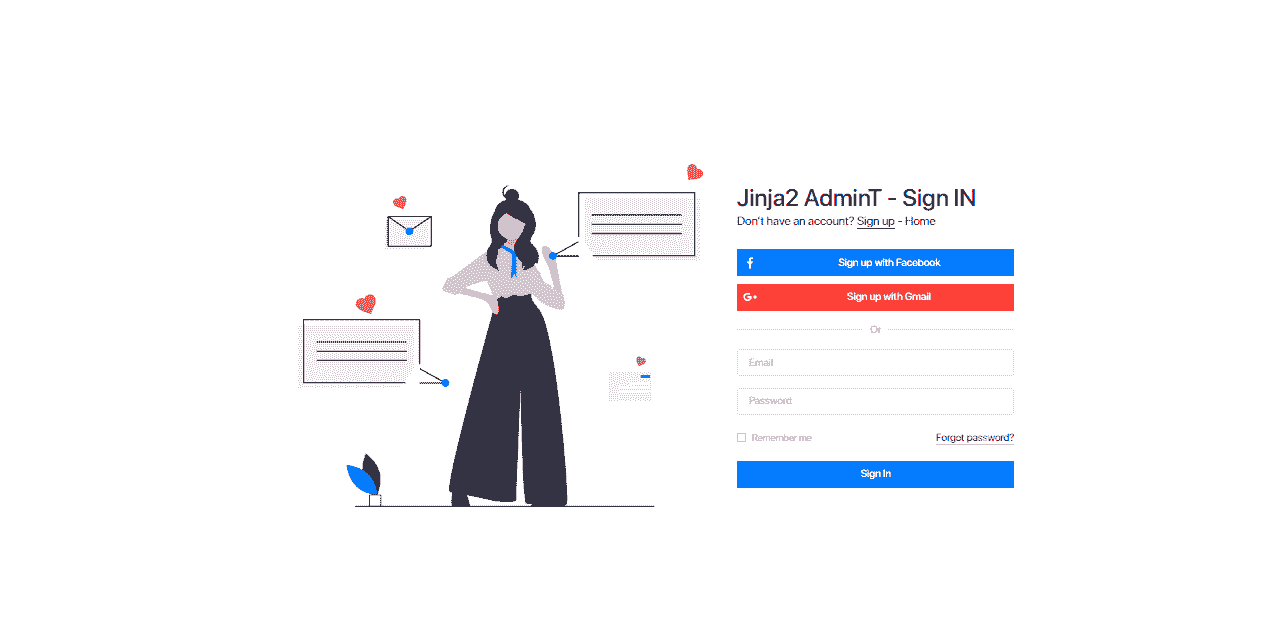 Jinja2 AdminT - Sign IN
Don't have an account? Sign up - Home
Sign up with Facebook
Sign up with Gmail
Or
Email
Password
Remember me Forgot password?
Sign In